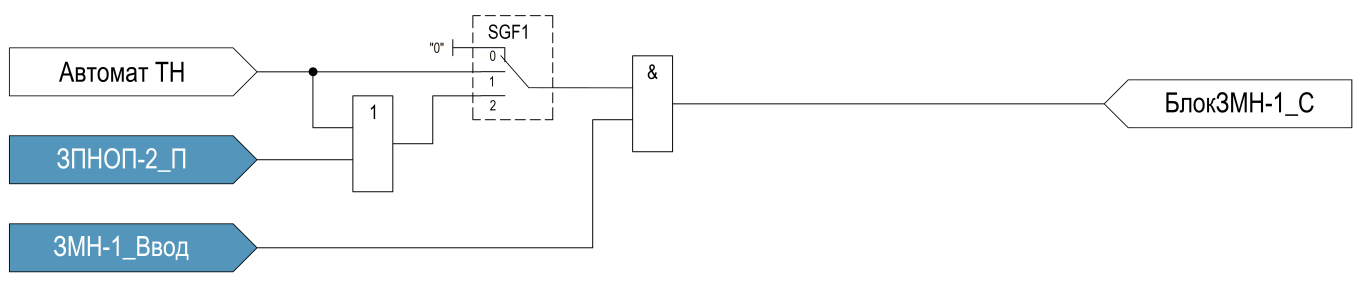 SGF1
"0"
0
Автомат ТН
1
2
&
БлокЗМН-1_С
1
ЗПНОП-2_П
ЗМН-1_Ввод